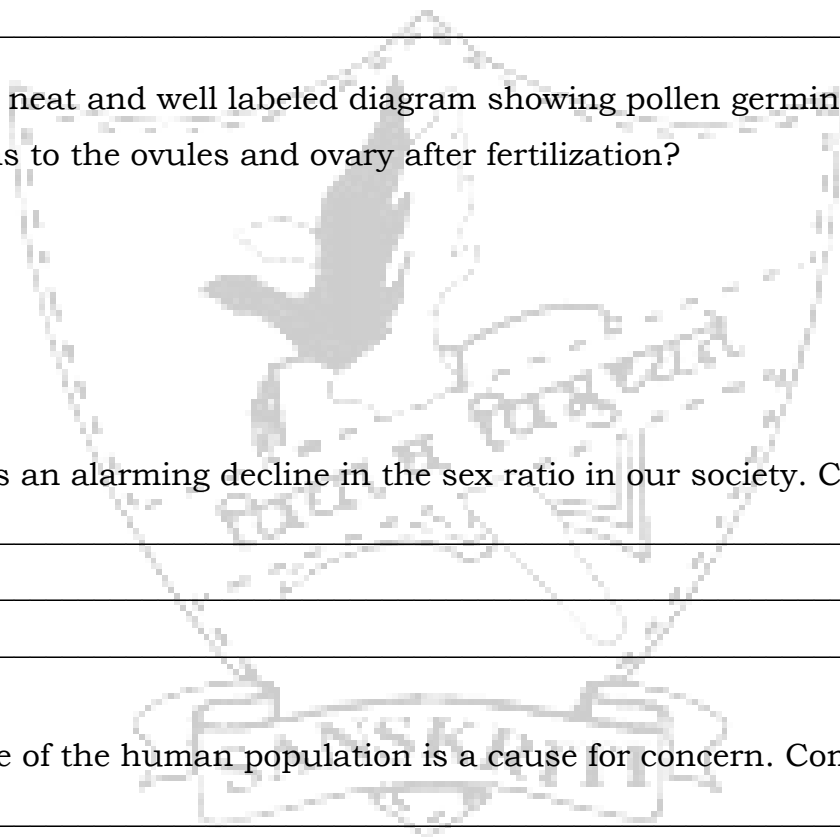 neat and well labeled diagram showing pollen germin
s to the ovules and ovary after fertilization?
s an alarming decline in the sex ratio in our society. C
e of the human population is a cause for concern. Con
SANSKRITI